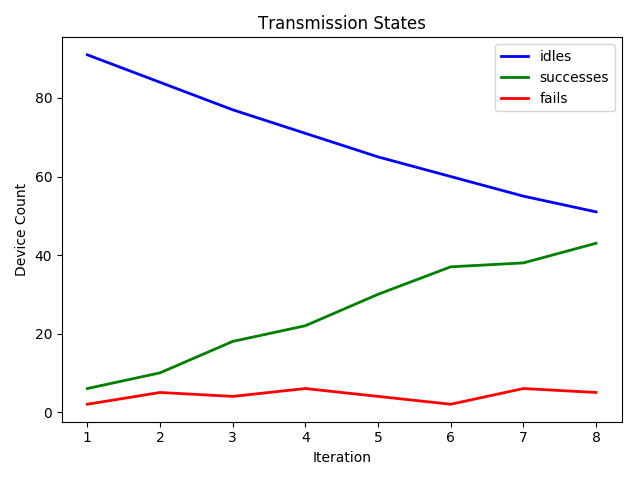 Transmission States
idles
successes
fails
Device Count
80
60
40
20
0
1 2 3 4 5 6 7 8
Iteration